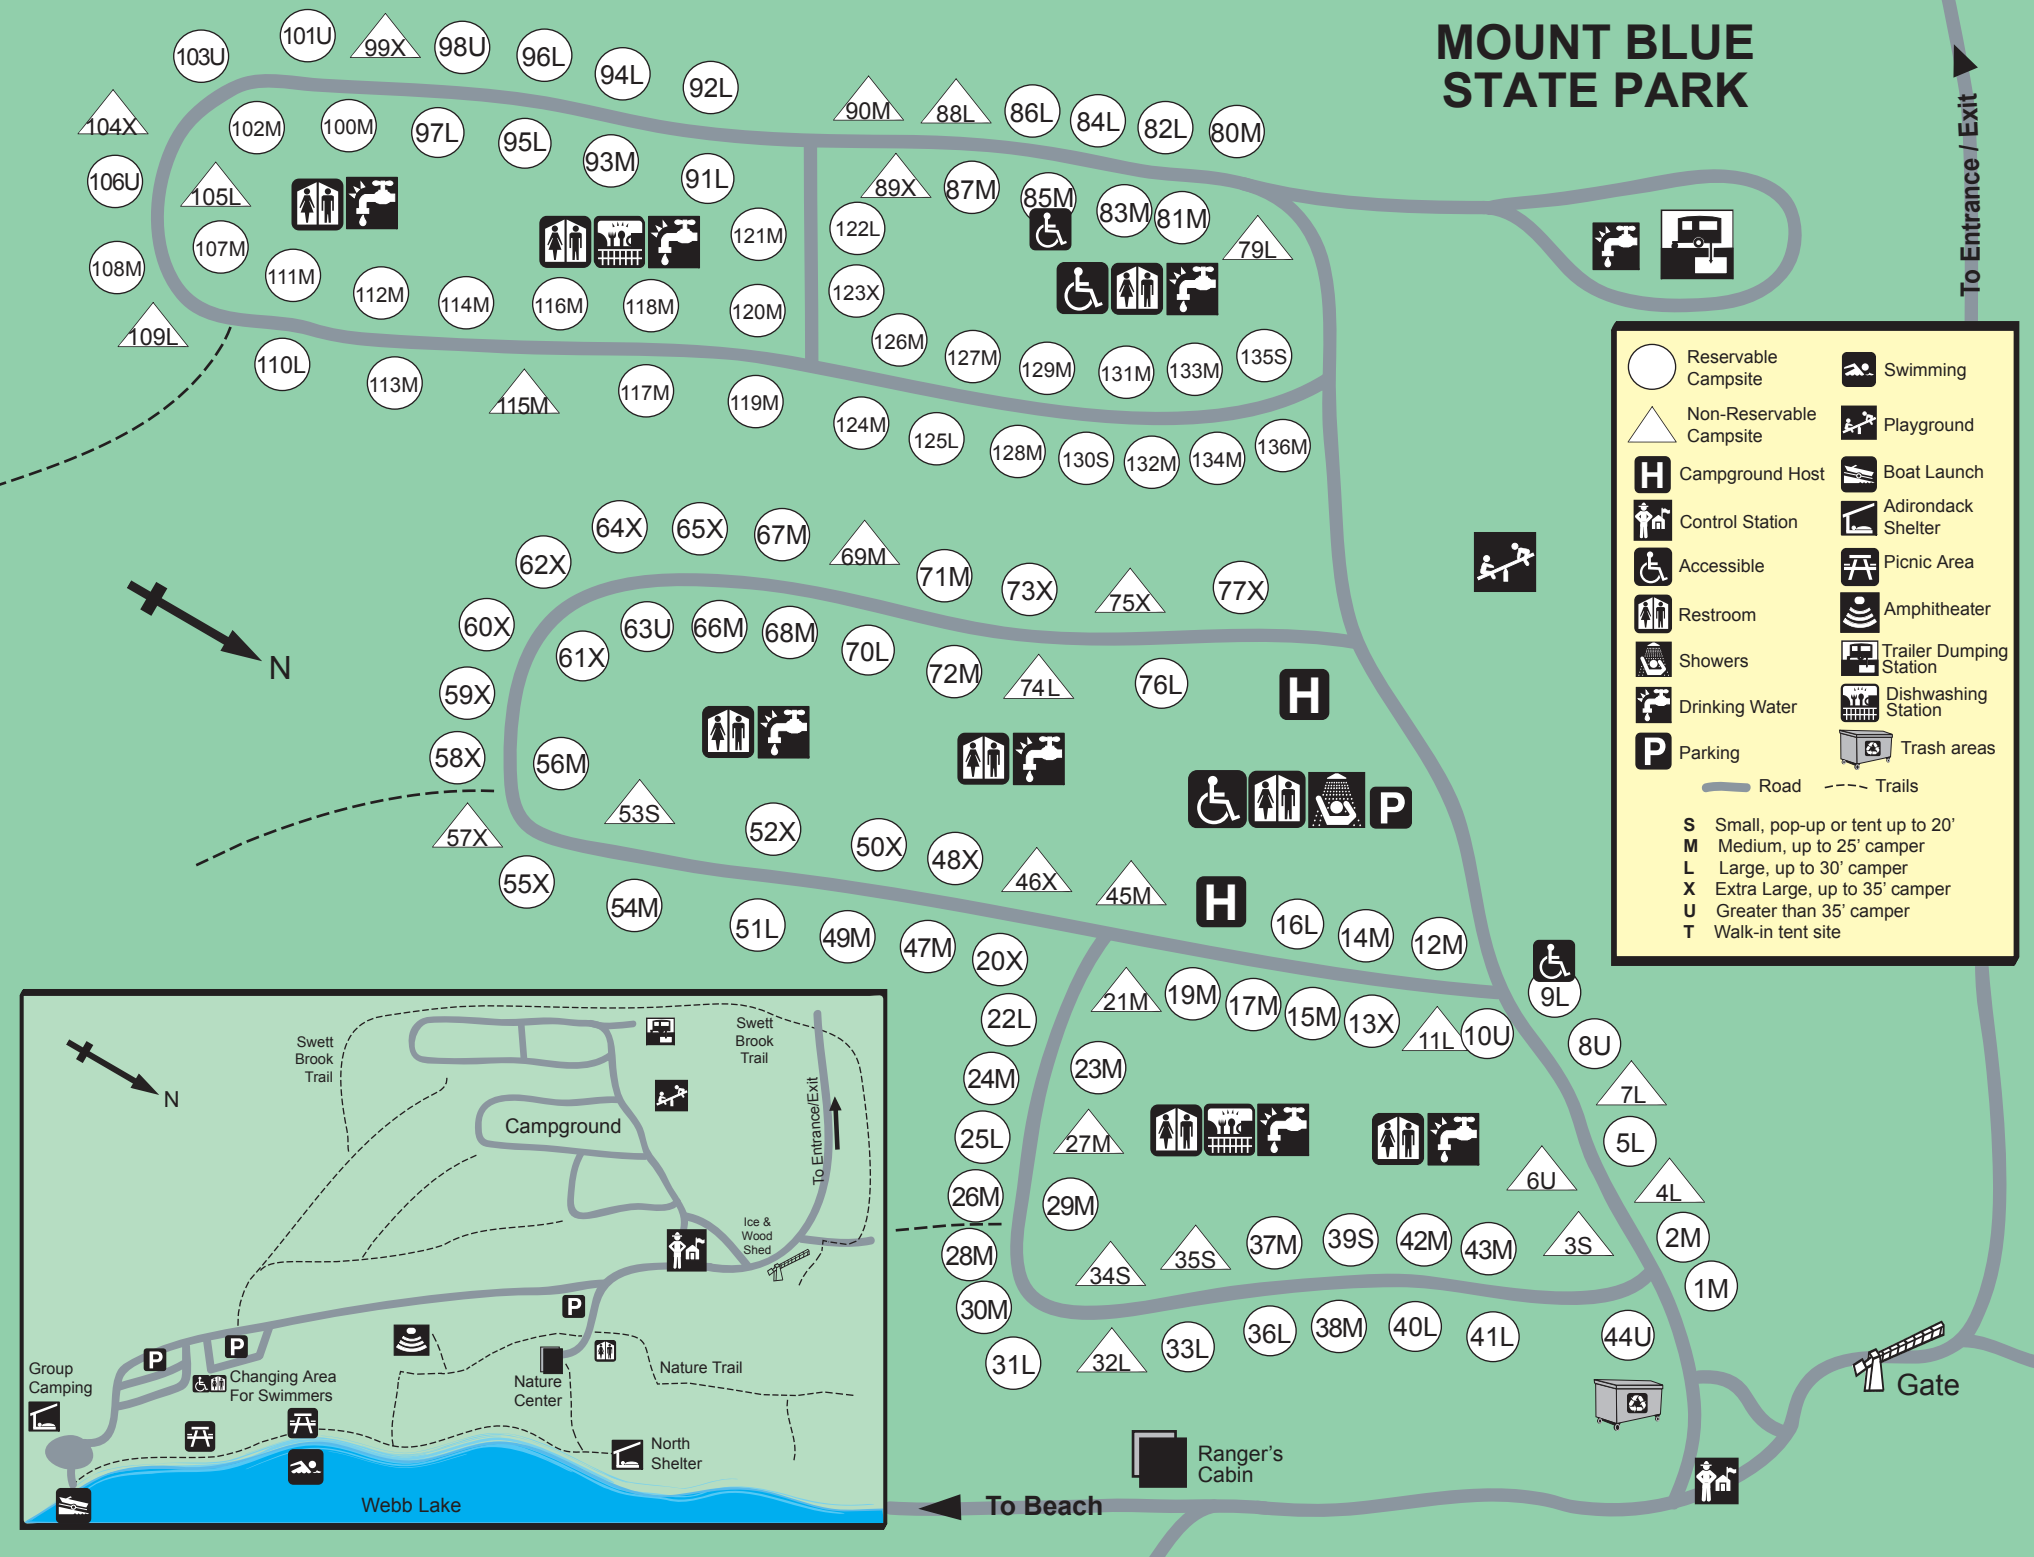 MOUNT BLUE
STATE PARK
To Entrance / Exit
103U
101U
99X
98U
96L
94L
92L
90M
88L
86L
84L
82L
80M
104X
102M
100M
97L
95L
93M
91L
89X
87M
85M
83M
81M
79L
106U
105L
107M
108M
111M
112M
114M
116M
118M
120M
121M
122L
123X
126M
127M
129M
131M
133M
135S
109L
110L
113M
115M
117M
119M
124M
125L
128M
130S
132M
134M
136M
N
64X
65X
67M
69M
71M
73X
75X
77X
62X
60X
61X
63U
66M
68M
70L
72M
74L
76L
59X
58X
56M
53S
52X
50X
48X
46X
45M
57X
55X
54M
51L
49M
47M
H
H
P
16L
14M
12M
20X
21M
19M
17M
15M
13X
11L
10U
9L
8U
7L
5L
4L
2M
1M
22L
24M
23M
25L
27M
26M
29M
28M
30M
31L
34S
35S
37M
39S
42M
43M
6U
3S
32L
33L
36L
38M
40L
41L
44U
Gate
Ranger's
Cabin
To Beach
Reservable
Campsite
Non-Reservable
Campsite
H Campground Host
Control Station
Accessible
Restroom
Showers
Drinking Water
P Parking
Swimming
Playground
Boat Launch
Adirondack
Shelter
Picnic Area
Amphitheater
Trailer Dumping
Station
Dishwashing
Station
Trash areas
Road
Trails
S Small, pop-up or tent up to 20'
M Medium, up to 25' camper
L Large, up to 30' camper
X Extra Large, up to 35' camper
U Greater than 35' camper
T Walk-in tent site
N
Swett
Brook
Trail
Swett
Brook
Trail
Campground
To Entrance/Exit
Ice &
Wood
Shed
P
P
P
Group
Camping
Changing Area
For Swimmers
Nature
Center
Nature Trail
North
Shelter
Webb Lake